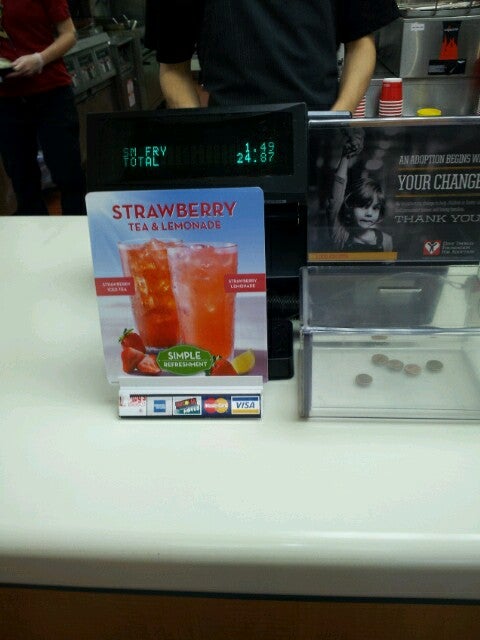 SM FRY 1.49
TOTAL 24.87
STRAWBERRY
TEA & LEMONADE
STRAWBERRY
ICED TEA
STRAWBERRY
LEMONADE
SIMPLE
REFRESHMENT
MasterCard
VISA
AN ADOPTION BEGINS W
YOUR CHANGE
THANK YOU